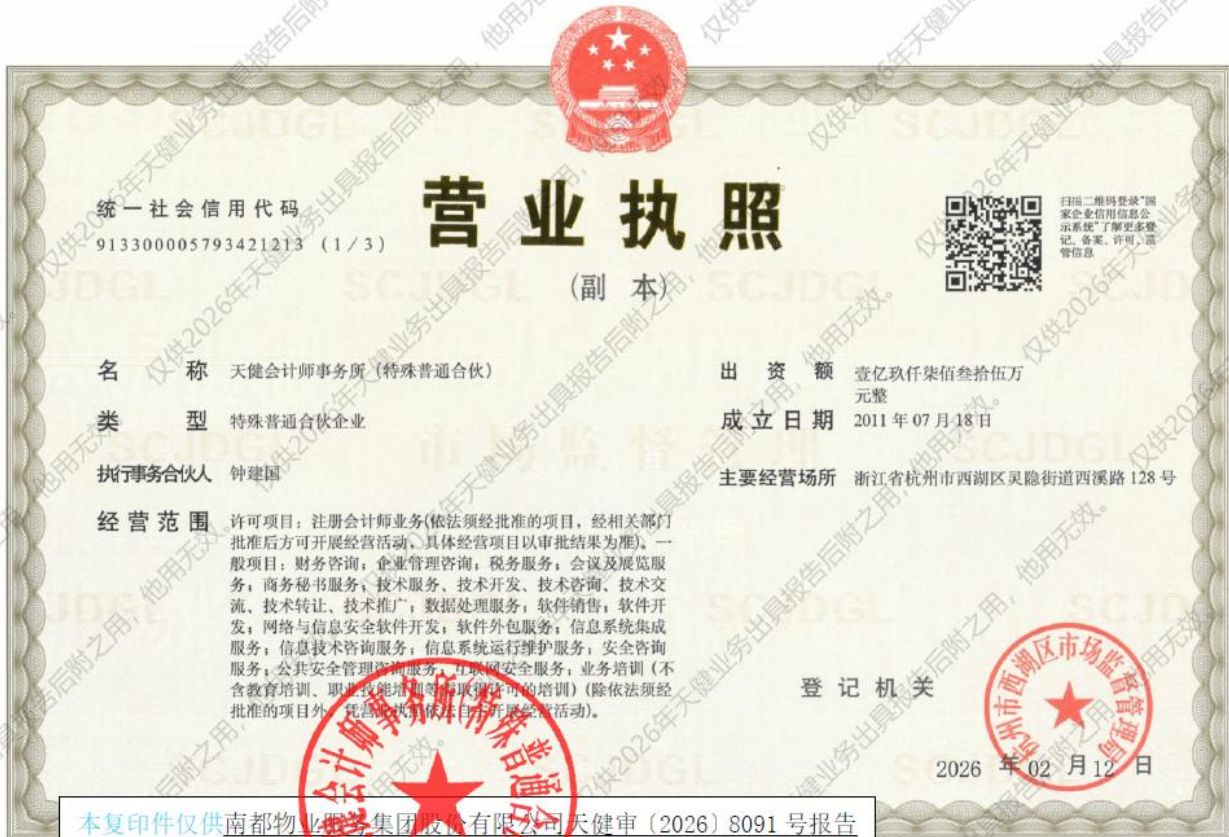 营业执照
(副 本)
统一社会信用代码
913300005793421213 (1/3)
扫描二维码登录“国
家企业信用信息公
示系统”了解更多登
记、备案、许可、监
管信息
名 称 天健会计师事务所(特殊普通合伙)
类 型 特殊普通合伙企业
执行事务合伙人 钟建国
经营范围 许可项目:注册会计师业务(依法须经批准的项目,经相关部门
批准后方可开展经营活动,具体经营项目以审批结果为准)。一
般项目:财务咨询;企业管理咨询;税务服务;会议及展览服
务;商务秘书服务;技术服务、技术开发、技术咨询、技术交
流、技术转让、技术推广;数据处理服务;软件销售;软件开
发;网络与信息安全软件开发;软件外包服务;信息系统集成
服务;信息技术咨询服务;信息系统运行维护服务;安全咨询
服务;公共安全管理咨询服务;互联网安全服务;业务培训(不
含教育培训、职业技能培训等需取得许可的培训)(除依法须经
批准的项目外,凭营业执照依法自主开展经营活动)。
出 资 额 壹亿玖仟柒佰叁拾伍万
元整
成立日期 2011年07月18日
主要经营场所 浙江省杭州市西湖区灵隐街道西溪路128号
登记机关
杭州市西湖区市场监督管理局
2026 年 02 月 12 日
会计师事务所(特殊普通合
本复印件仅供南都物业服务集团股份有限公司天健审〔2026〕8091号报告
仅供2026年天健业务出具报告后附之用,他用无效。
SCJDGL
市场监督管理